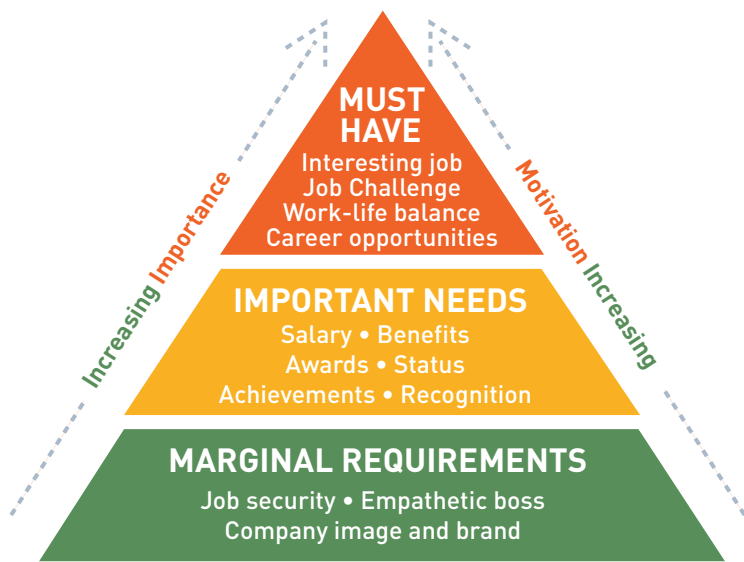 MUST
HAVE
Interesting job
Job Challenge
Work-life balance
Career opportunities
Increasing Importance
Motivation Increasing
IMPORTANT NEEDS
Salary • Benefits
Awards • Status
Achievements • Recognition
MARGINAL REQUIREMENTS
Job security • Empathetic boss
Company image and brand